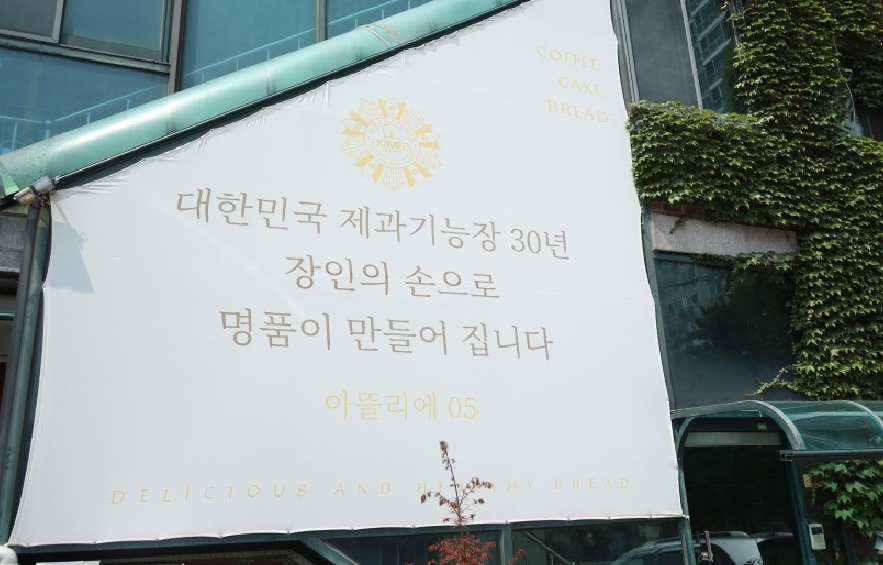 COFFEE
CAKE
BREAD
대한민국 제과기능장 30년
장인의 손으로
명품이 만들어 집니다
아뜰리에 05
DELICIOUS AND HEALTHY BREAD